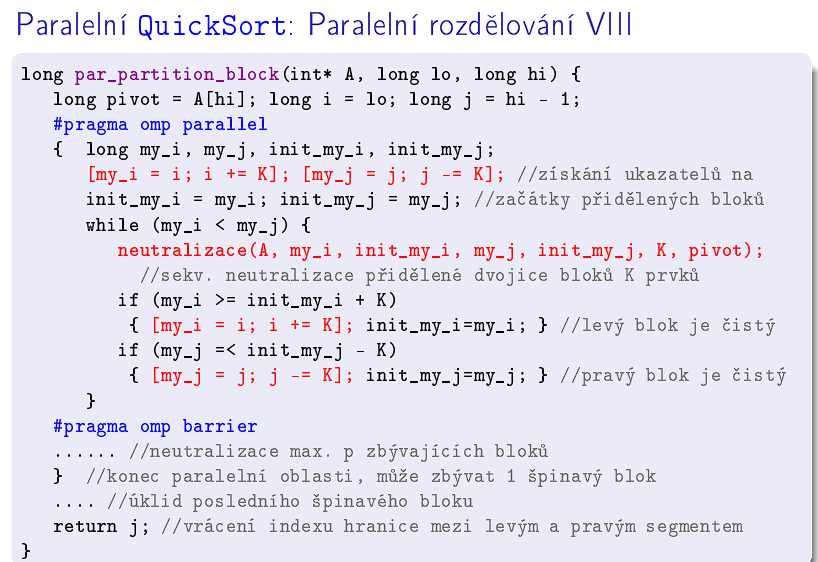 Paralelní QuickSort: Paralelní rozdělování VIII
long par_partition_block(int* A, long lo, long hi) {
long pivot = A[hi]; long i = lo; long j = hi - 1;
#pragma omp parallel
{ long my_i, my_j, init_my_i, init_my_j;
[my_i = i; i += K]; [my_j = j; j -= K]; //získání ukazatelů na
init_my_i = my_i; init_my_j = my_j; //začátky přidělených bloků
while (my_i < my_j) {
neutralizace(A, my_i, init_my_i, my_j, init_my_j, K, pivot);
//sekv. neutralizace přidělené dvojice bloků K prvků
if (my_i >= init_my_i + K)
{ [my_i = i; i += K]; init_my_i=my_i; } //levý blok je čistý
if (my_j =< init_my_j - K)
{ [my_j = j; j -= K]; init_my_j=my_j; } //pravý blok je čistý
}
#pragma omp barrier
...... //neutralizace max. p zbývajících bloků
} //konec paralelní oblasti, může zbývat 1 špinavý blok
.... //úklid posledního špinavého bloku
return j; //vrácení indexu hranice mezi levým a pravým segmentem
}